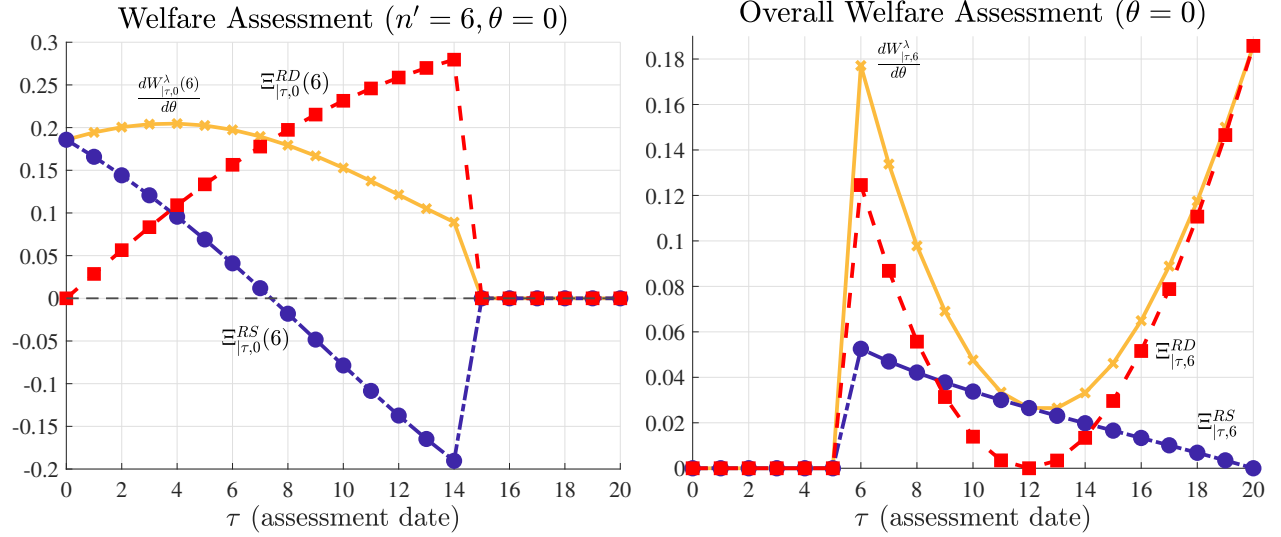 Welfare Assessment (n′ = 6, θ = 0)
0.3
0.25
0.2
0.15
0.1
0.05
0
-0.05
-0.1
-0.15
-0.2
dW^λ_{|τ,0}(6)
dθ
Ξ^{RD}_{|τ,0}(6)
Ξ^{RS}_{|τ,0}(6)
0 2 4 6 8 10 12 14 16 18 20
τ (assessment date)
Overall Welfare Assessment (θ = 0)
0.18
0.16
0.14
0.12
0.1
0.08
0.06
0.04
0.02
0
dW^λ_{|τ,6}
dθ
Ξ^{RD}_{|τ,6}
Ξ^{RS}_{|τ,6}
0 2 4 6 8 10 12 14 16 18 20
τ (assessment date)